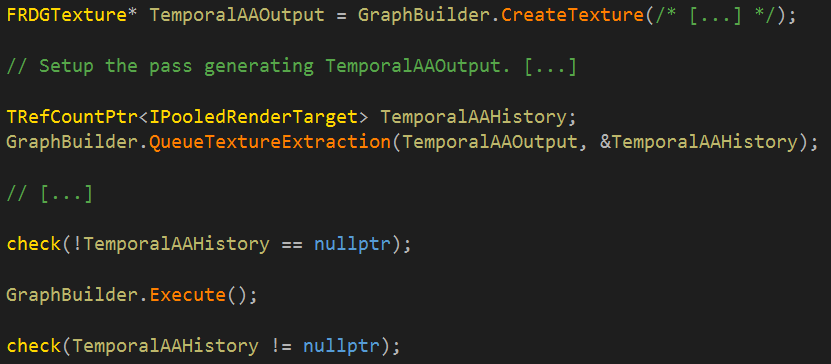 FRDGTexture* TemporalAAOutput = GraphBuilder.CreateTexture(/* [...] */);
// Setup the pass generating TemporalAAOutput. [...]
TRefCountPtr<IPooledRenderTarget> TemporalAAHistory;
GraphBuilder.QueueTextureExtraction(TemporalAAOutput, &TemporalAAHistory);
// [...]
check(!TemporalAAHistory == nullptr);
GraphBuilder.Execute();
check(TemporalAAHistory != nullptr);